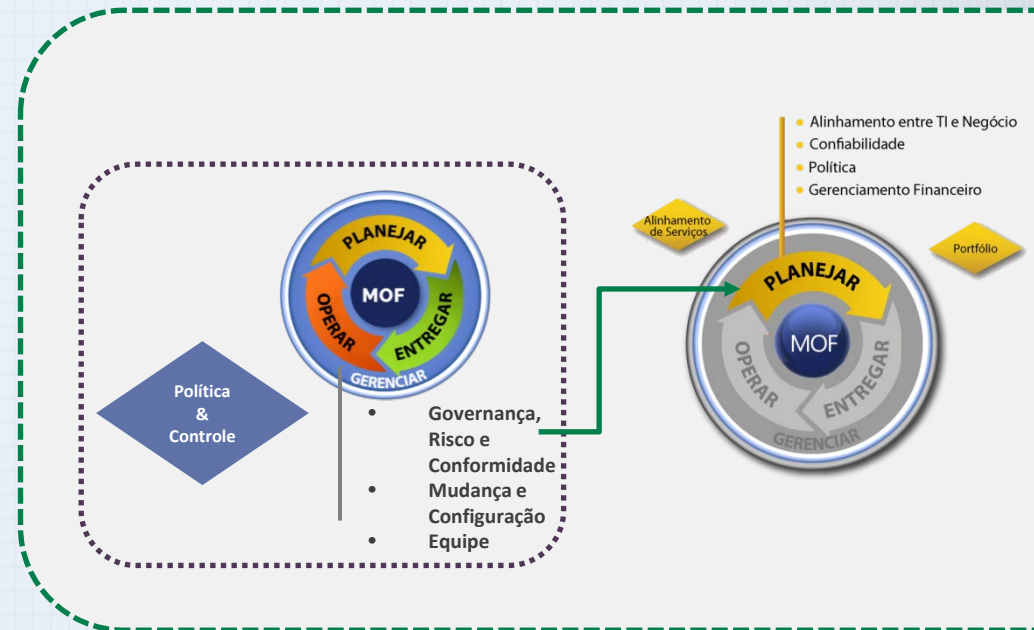 PLANEJAR
OPERAR
MOF
ENTREGAR
GERENCIAR
Política
&
Controle
• Governança,
Risco e
Conformidade
• Mudança e
Configuração
• Equipe
• Alinhamento entre TI e Negócio
• Confiabilidade
• Política
• Gerenciamento Financeiro
Alinhamento
de Serviços
Portfólio
PLANEJAR
OPERAR
MOF
ENTREGAR
GERENCIAR